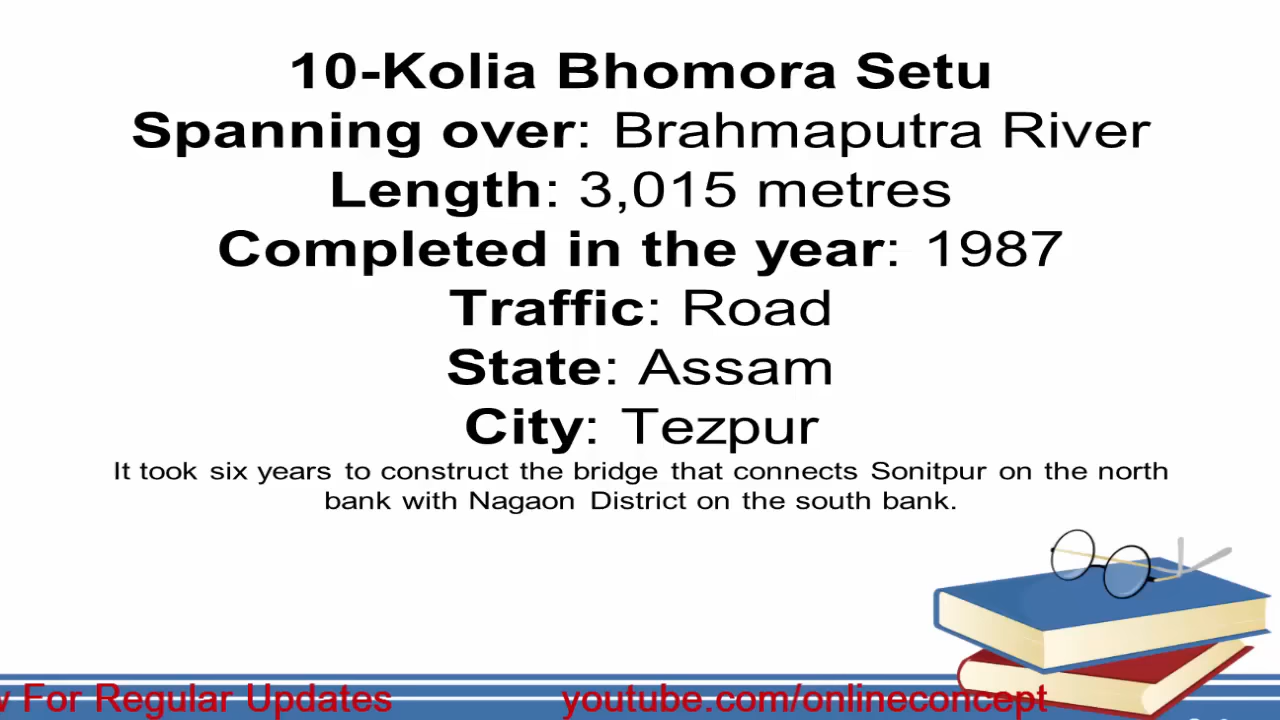 10-Kolia Bhomora Setu
Spanning over: Brahmaputra River
Length: 3,015 metres
Completed in the year: 1987
Traffic: Road
State: Assam
City: Tezpur
It took six years to construct the bridge that connects Sonitpur on the north
bank with Nagaon District on the south bank.
For Regular Updates youtube.com/onlineconcept